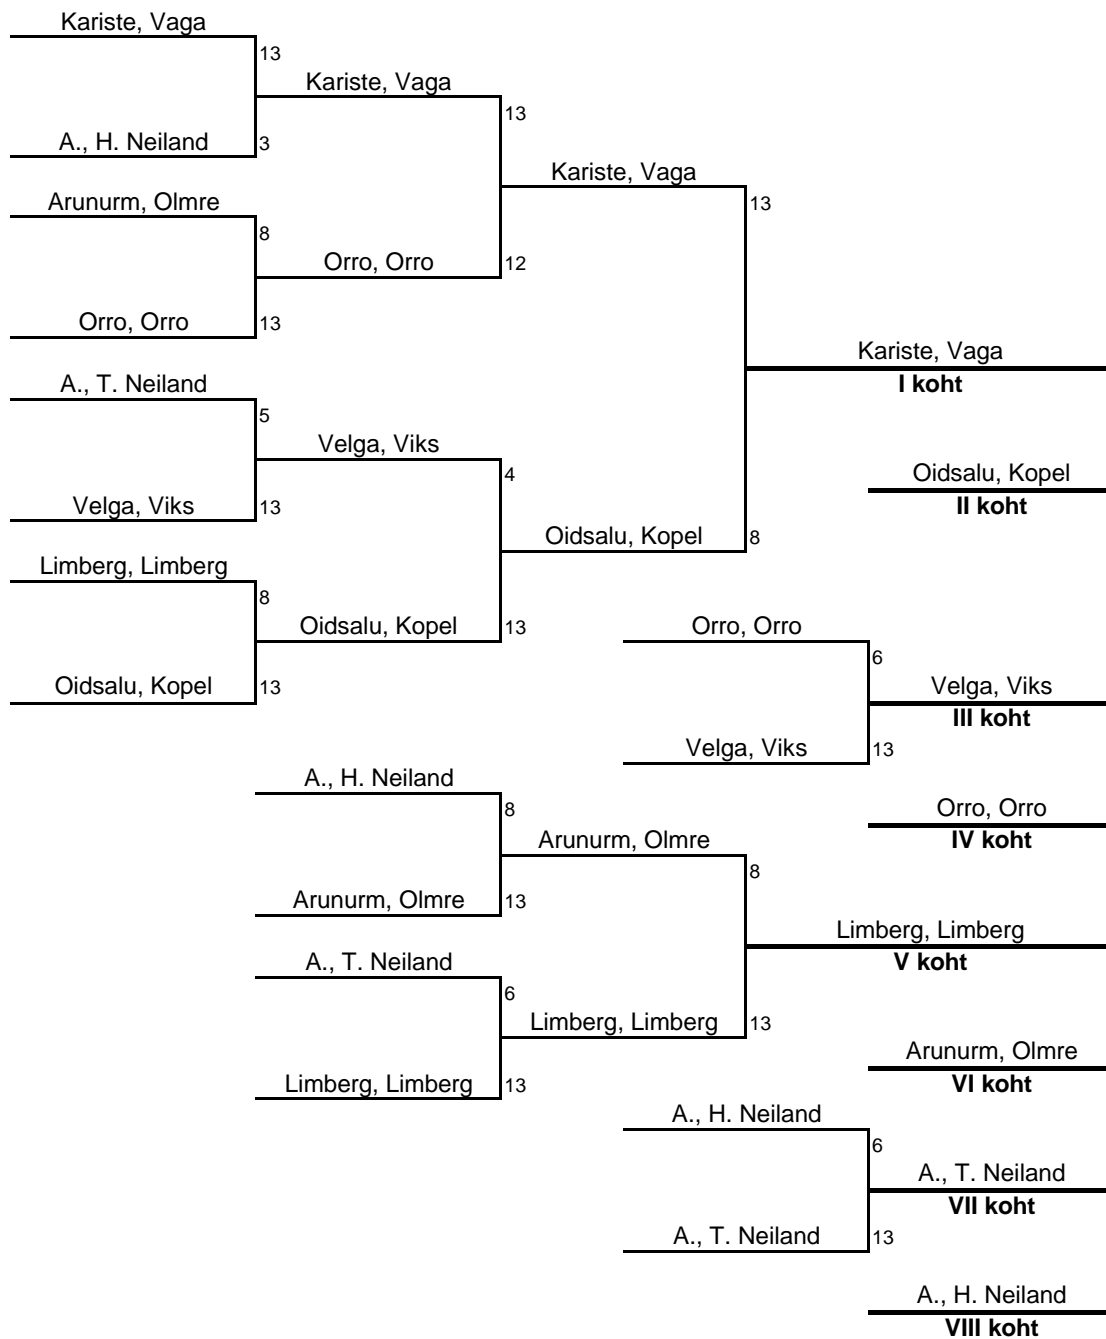 Kariste, Vaga
13
Kariste, Vaga
13
A., H. Neiland
3
Kariste, Vaga
Arunurm, Olmre
13
8
Orro, Orro
12
Orro, Orro
13
Kariste, Vaga
A., T. Neiland
I koht
5
Velga, Viks
4
Oidsalu, Kopel
Velga, Viks
13
II koht
Oidsalu, Kopel
8
Limberg, Limberg
8
Oidsalu, Kopel
13
Orro, Orro
6
Oidsalu, Kopel
13
Velga, Viks
III koht
Velga, Viks
13
A., H. Neiland
8
Orro, Orro
Arunurm, Olmre
IV koht
8
Arunurm, Olmre
13
Limberg, Limberg
A., T. Neiland
V koht
6
Limberg, Limberg
13
Arunurm, Olmre
Limberg, Limberg
13
VI koht
A., H. Neiland
6
A., T. Neiland
VII koht
A., T. Neiland
13
A., H. Neiland
VIII koht